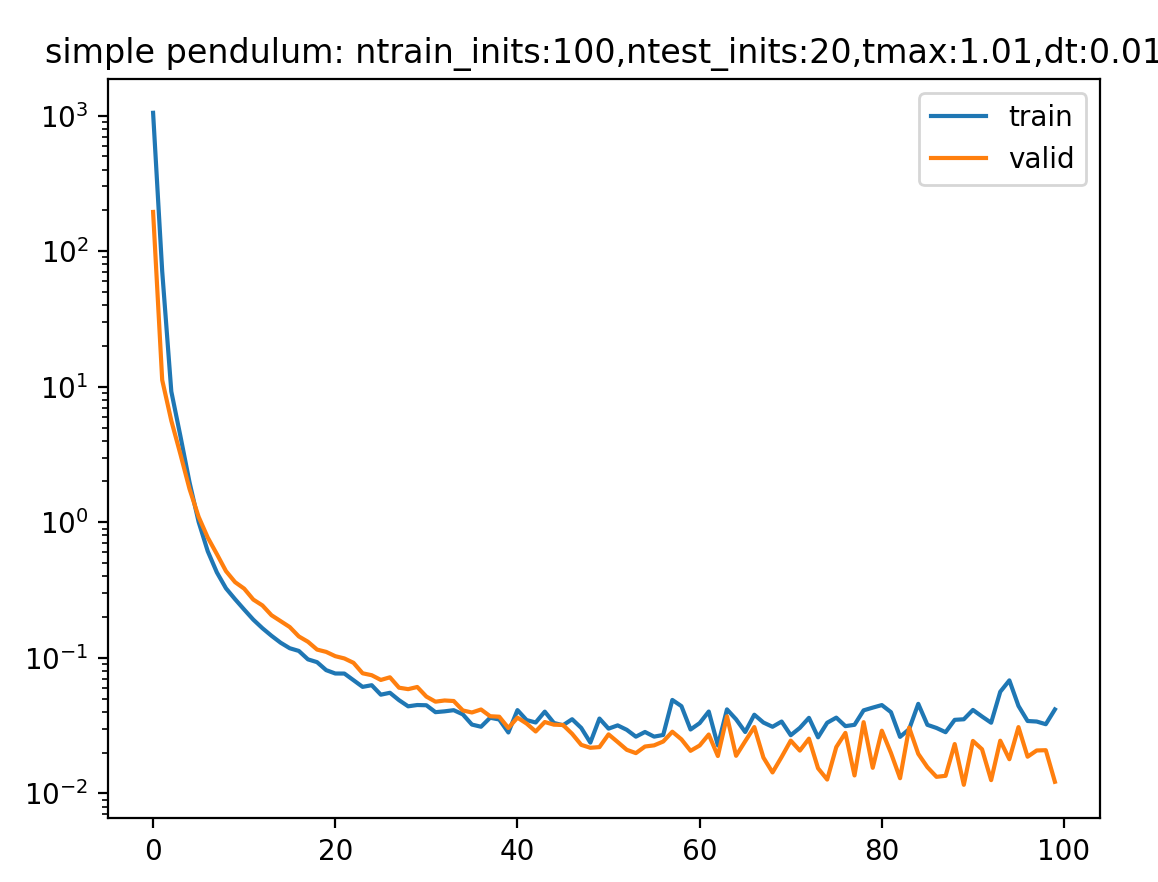 simple pendulum: ntrain_inits:100,ntest_inits:20,tmax:1.01,dt:0.01
train
valid
10³
10²
10¹
10⁰
10⁻¹
10⁻²
0 20 40 60 80 100